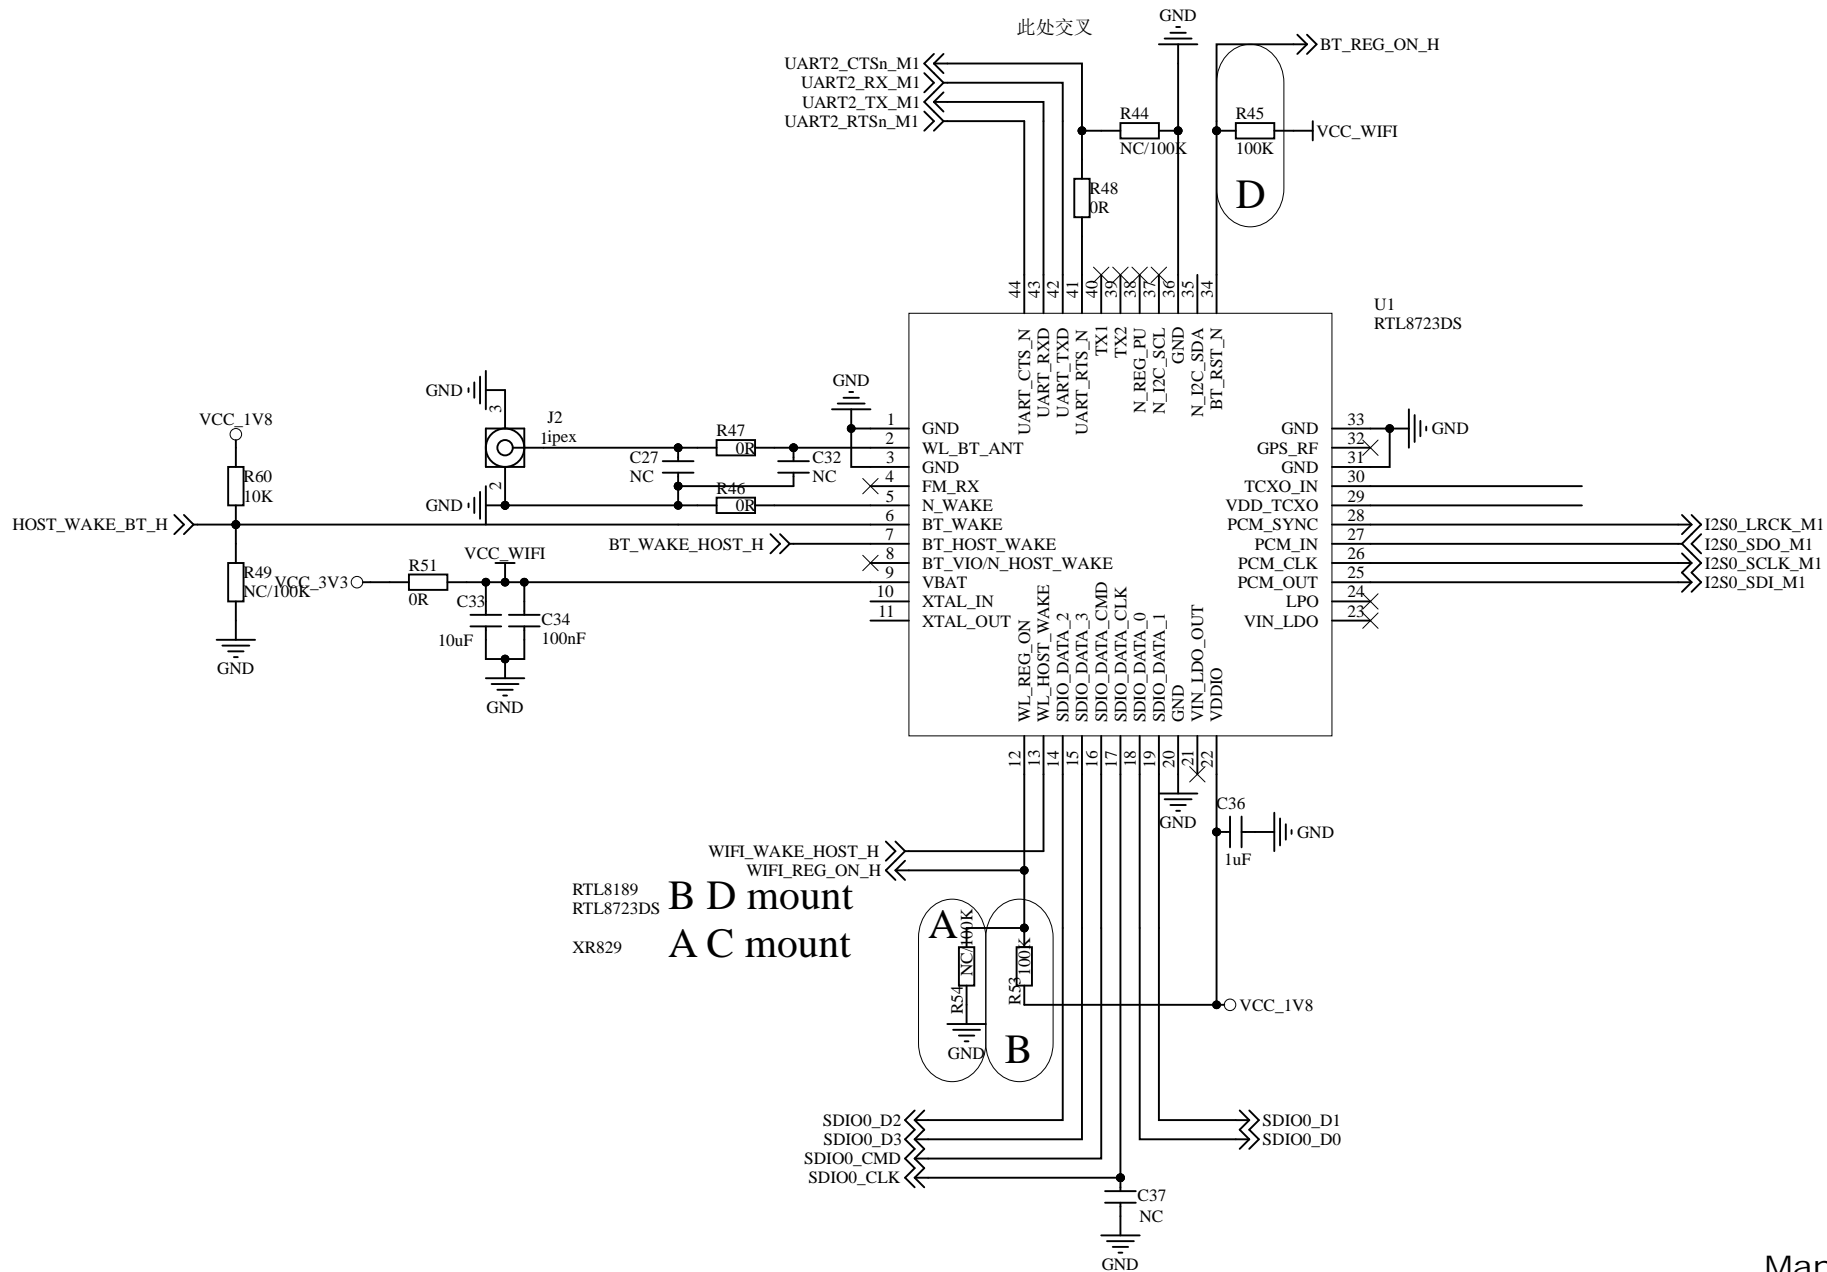 此处交叉
GND
BT_REG_ON_H
UART2_CTSn_M1
UART2_RX_M1
UART2_TX_M1
UART2_RTSn_M1
R44
NC/100K
R45
100K
VCC_WIFI
D
R48
0R
44
43
42
41
40
39
38
37
36
35
34
U1
RTL8723DS
UART_CTS_N
UART_RXD
UART_TXD
UART_RTS_N
TX1
TX2
N_REG_PU
N_I2C_SCL
GND
N_I2C_SDA
BT_RST_N
GND
3
J2
ipex
1
2
GND
GND
VCC_1V8
R60
10K
HOST_WAKE_BT_H
R49
NC/100K
GND
R47
0R
C27
NC
C32
NC
R46
0R
BT_WAKE_HOST_H
VCC_WIFI
VCC_3V3
R51
0R
C33
10uF
C34
100nF
GND
1 GND
2 WL_BT_ANT
3 GND
4 FM_RX
5 N_WAKE
6 BT_WAKE
7 BT_HOST_WAKE
8 BT_VIO/N_HOST_WAKE
9 VBAT
10 XTAL_IN
11 XTAL_OUT
GND 33
GPS_RF 32
GND 31
TCXO_IN 30
VDD_TCXO 29
PCM_SYNC 28
PCM_IN 27
PCM_CLK 26
PCM_OUT 25
LPO 24
VIN_LDO 23
GND
I2S0_LRCK_M1
I2S0_SDO_M1
I2S0_SCLK_M1
I2S0_SDI_M1
WL_REG_ON
WL_HOST_WAKE
SDIO_DATA_2
SDIO_DATA_3
SDIO_DATA_CMD
SDIO_DATA_CLK
SDIO_DATA_0
SDIO_DATA_1
GND
VIN_LDO_OUT
VDDIO
12
13
14
15
16
17
18
19
20
21
22
GND
C36
1uF
GND
WIFI_WAKE_HOST_H
WIFI_REG_ON_H
RTL8189
RTL8723DS
B D mount
XR829
A C mount
A
NC/100K
R54
GND
100K
R53
B
VCC_1V8
SDIO0_D2
SDIO0_D3
SDIO0_CMD
SDIO0_CLK
SDIO0_D1
SDIO0_D0
C37
NC
GND